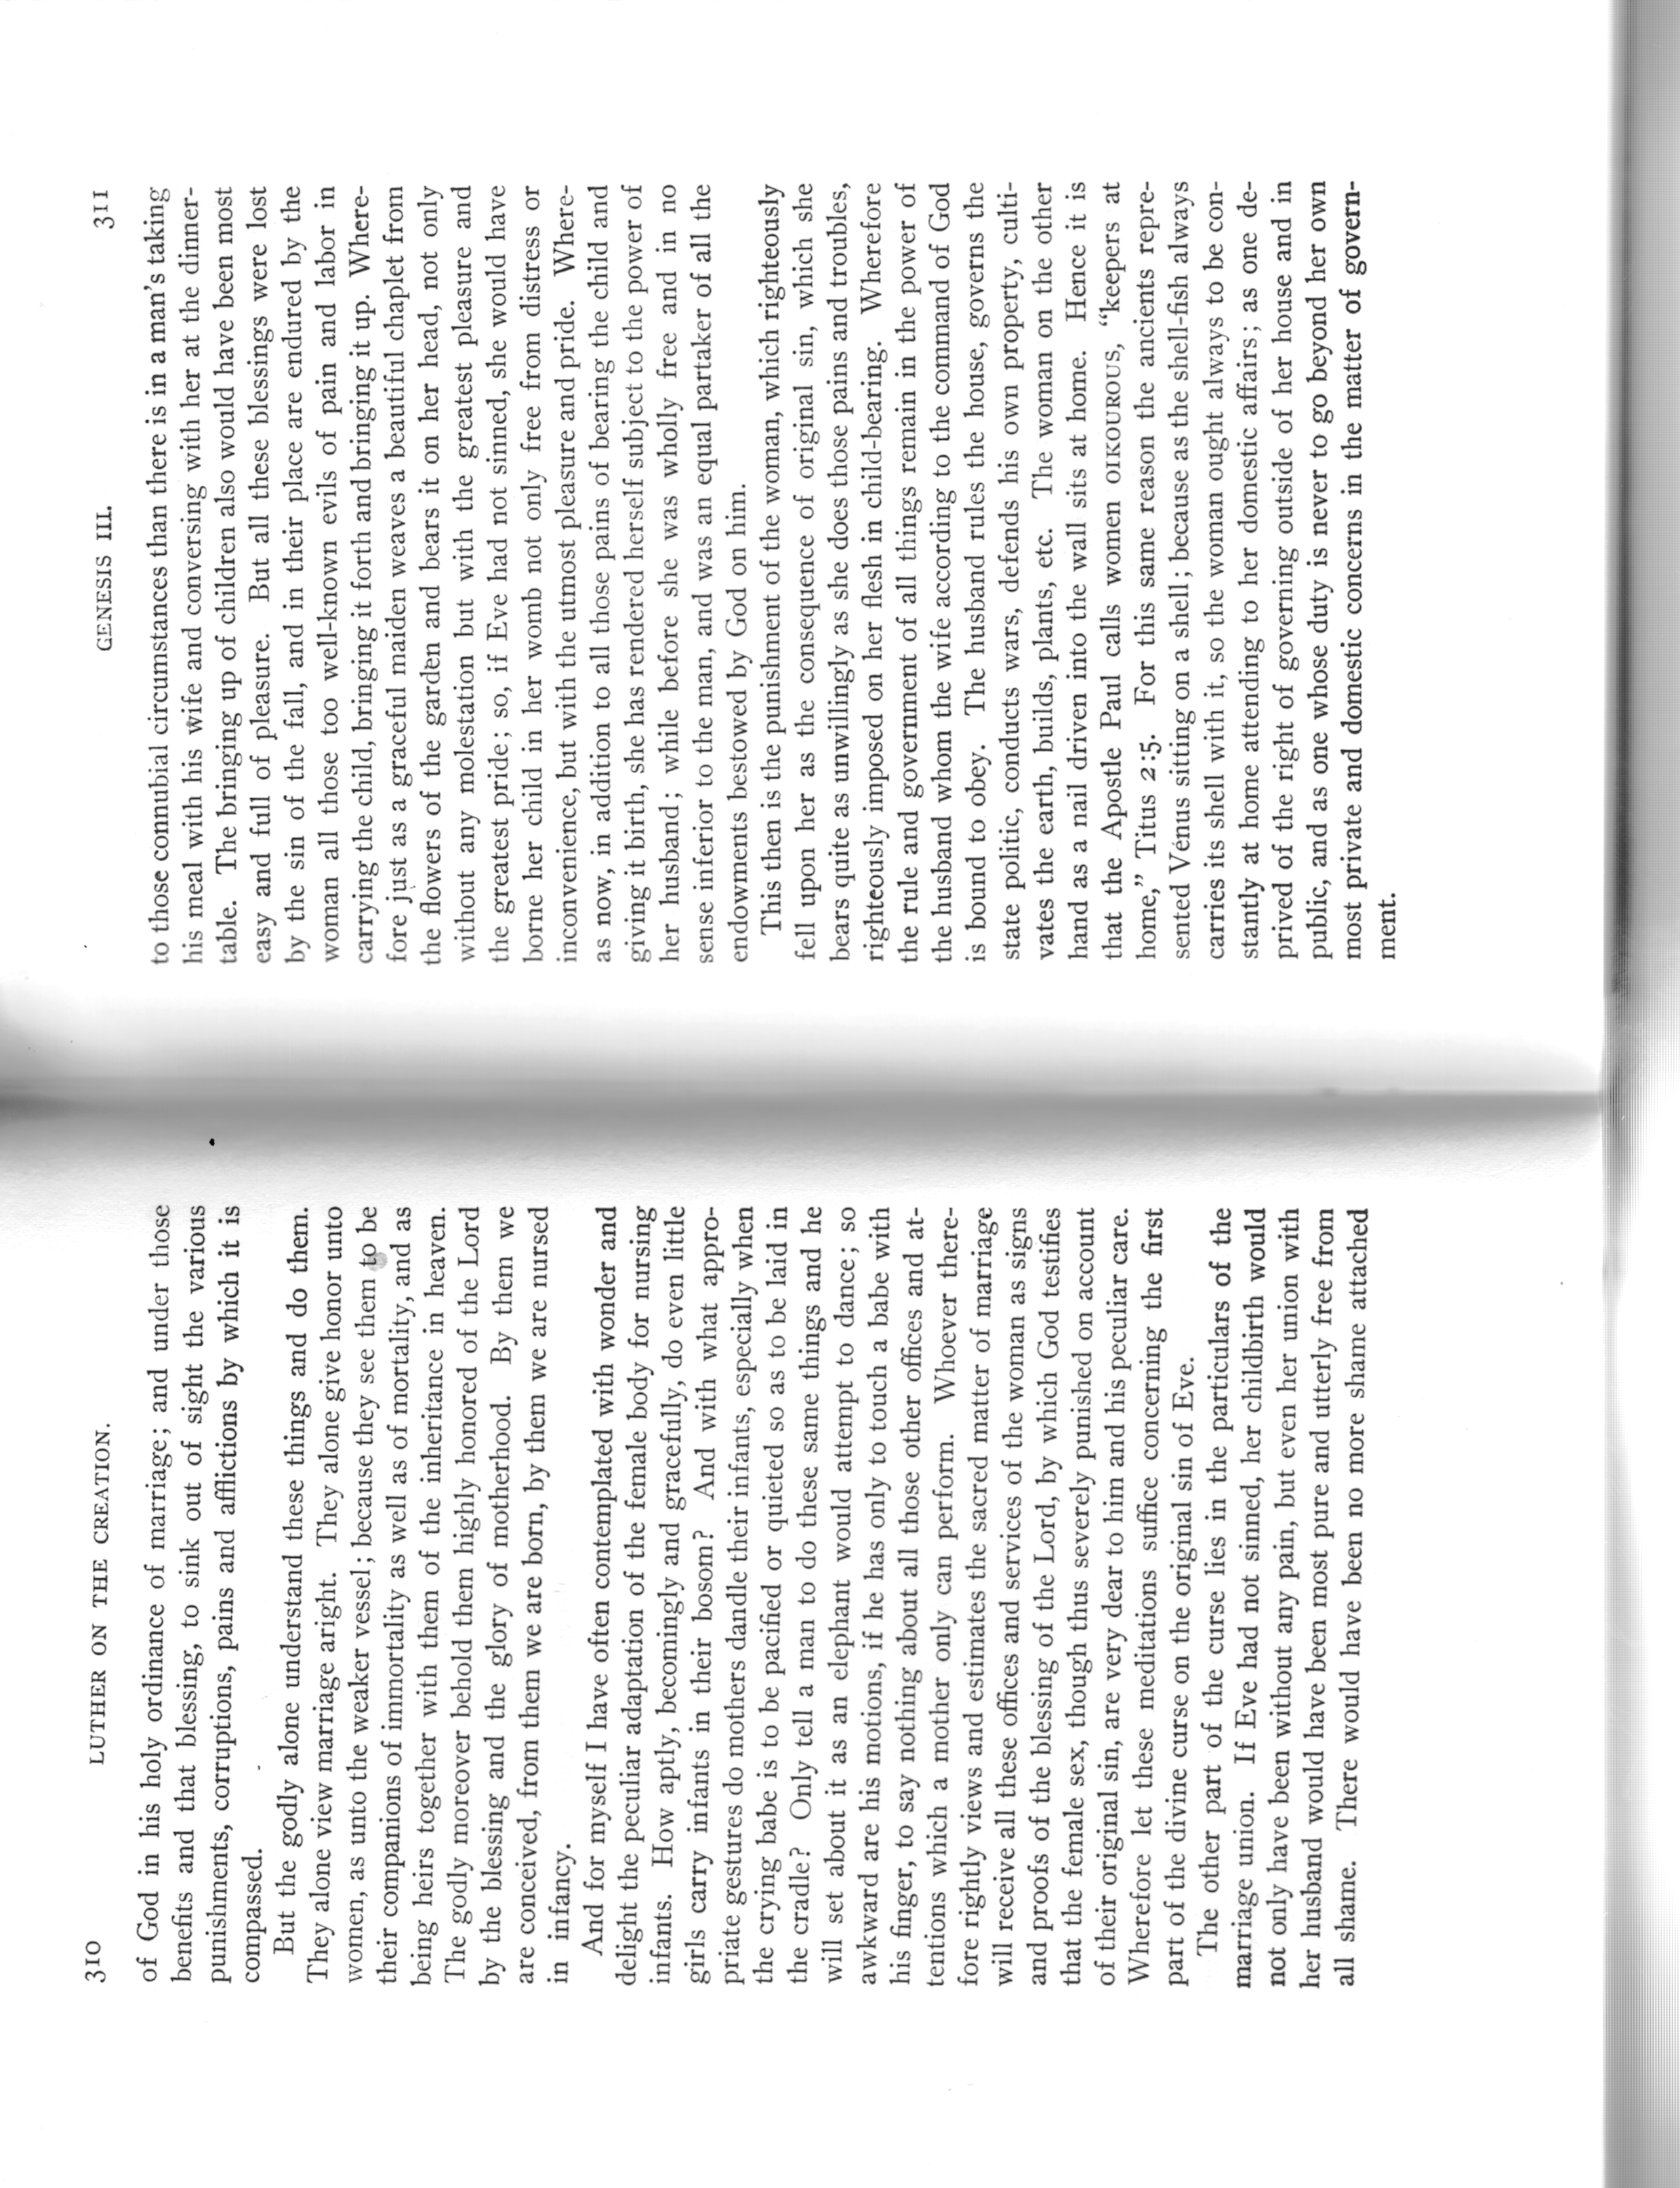 310 LUTHER ON THE CREATION.
of God in his holy ordinance of marriage; and under those
benefits and that blessing, to sink out of sight the various
punishments, corruptions, pains and afflictions by which it is
compassed.
But the godly alone understand these things and do them.
They alone view marriage aright. They alone give honor unto
women, as unto the weaker vessel; because they see them to be
their companions of immortality as well as of mortality, and as
being heirs together with them of the inheritance in heaven.
The godly moreover behold them highly honored of the Lord
by the blessing and the glory of motherhood. By them we
are conceived, from them we are born, by them we are nursed
in infancy.
And for myself I have often contemplated with wonder and
delight the peculiar adaptation of the female body for nursing
infants. How aptly, becomingly and gracefully, do even little
girls carry infants in their bosom? And with what appro-
priate gestures do mothers dandle their infants, especially when
the crying babe is to be pacified or quieted so as to be laid in
the cradle? Only tell a man to do these same things and he
will set about it as an elephant would attempt to dance; so
awkward are his motions, if he has only to touch a babe with
his finger, to say nothing about all those other offices and at-
tentions which a mother only can perform. Whoever there-
fore rightly views and estimates the sacred matter of marriage
will receive all these offices and services of the woman as signs
and proofs of the blessing of the Lord, by which God testifies
that the female sex, though thus severely punished on account
of their original sin, are very dear to him and his peculiar care.
Wherefore let these meditations suffice concerning the first
part of the divine curse on the original sin of Eve.
The other part of the curse lies in the particulars of the
marriage union. If Eve had not sinned, her childbirth would
not only have been without any pain, but even her union with
her husband would have been most pure and utterly free from
all shame. There would have been no more shame attached
GENESIS III. 311
to those connubial circumstances than there is in a man's taking
his meal with his wife and conversing with her at the dinner-
table. The bringing up of children also would have been most
easy and full of pleasure. But all these blessings were lost
by the sin of the fall, and in their place are endured by the
woman all those too well-known evils of pain and labor in
carrying the child, bringing it forth and bringing it up. Where-
fore just as a graceful maiden weaves a beautiful chaplet from
the flowers of the garden and bears it on her head, not only
without any molestation but with the greatest pleasure and
the greatest pride; so, if Eve had not sinned, she would have
borne her child in her womb not only free from distress or
inconvenience, but with the utmost pleasure and pride. Where-
as now, in addition to all those pains of bearing the child and
giving it birth, she has rendered herself subject to the power of
her husband; while before she was wholly free and in no
sense inferior to the man, and was an equal partaker of all the
endowments bestowed by God on him.
This then is the punishment of the woman, which righteously
fell upon her as the consequence of original sin, which she
bears quite as unwillingly as she does those pains and troubles,
righteously imposed on her flesh in child-bearing. Wherefore
the rule and government of all things remain in the power of
the husband whom the wife according to the command of God
is bound to obey. The husband rules the house, governs the
state politic, conducts wars, defends his own property, culti-
vates the earth, builds, plants, etc. The woman on the other
hand as a nail driven into the wall sits at home. Hence it is
that the Apostle Paul calls women OIKOUROUS, "keepers at
home," Titus 2:5. For this same reason the ancients repre-
sented Venus sitting on a shell; because as the shell-fish always
carries its shell with it, so the woman ought always to be con-
stantly at home attending to her domestic affairs; as one de-
prived of the right of governing outside of her house and in
public, and as one whose duty is never to go beyond her own
most private and domestic concerns in the matter of govern-
ment.